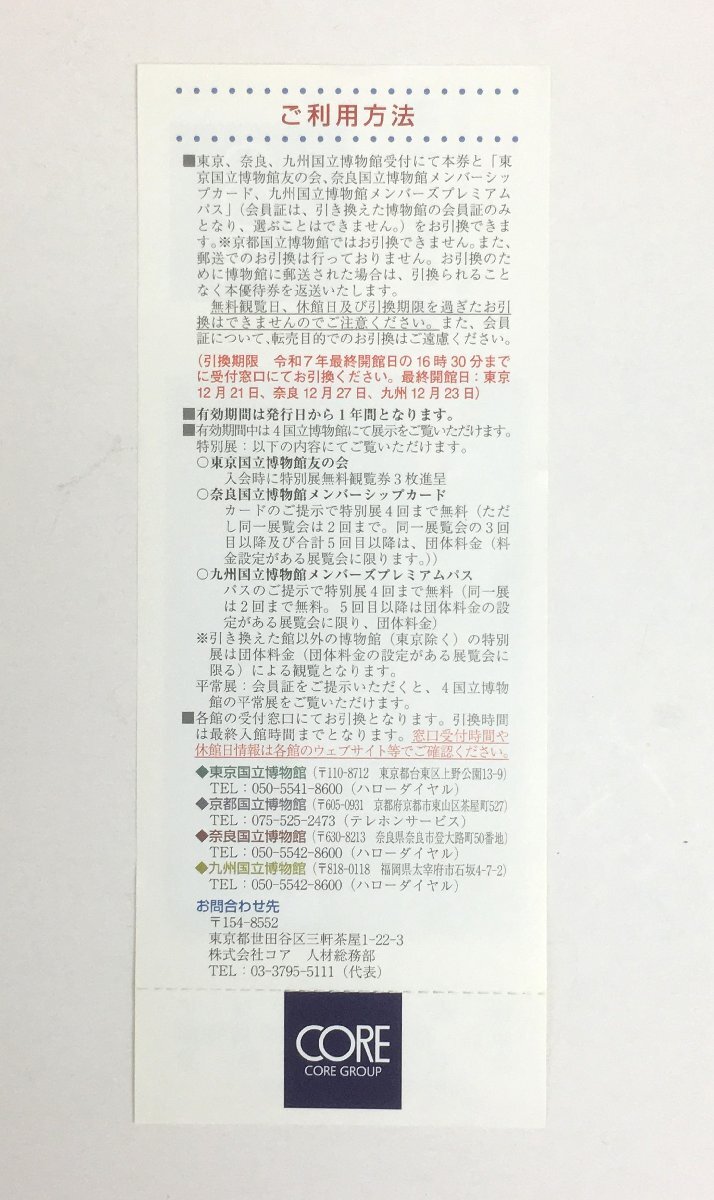 ご利用方法
■東京、奈良、九州国立博物館受付にて本券と「東
京国立博物館友の会、奈良国立博物館メンバーシッ
プカード、九州国立博物館メンバーズプレミアム
パス」（会員証は、引き換えた博物館の会員証のみ
となり、選ぶことはできません。）をお引換できま
す。※京都国立博物館ではお引換できません。また、
郵送でのお引換は行っておりません。お引換のた
めに博物館に郵送された場合は、引換られること
なく本優待券を返送いたします。
無料観覧日、休館日及び引換期限を過ぎたお引
換はできませんのでご注意ください。また、会員
証について、転売目的でのお引換はご遠慮ください。
（引換期限　令和７年最終開館日の16時30分まで
に受付窓口にてお引換ください。最終開館日：東京
12月21日、奈良12月27日、九州12月23日）
■有効期間は発行日から１年間となります。
■有効期間中は４国立博物館にて展示をご覧いただけます。
特別展：以下の内容にてご覧いただけます。
○東京国立博物館友の会
入会時に特別展無料観覧券３枚進呈
○奈良国立博物館メンバーシップカード
カードのご提示で特別展４回まで無料（ただ
し同一展覧会は２回まで。同一展覧会の３回
目以降及び合計５回目以降は、団体料金（料
金設定がある展覧会に限ります。））
○九州国立博物館メンバーズプレミアムパス
パスのご提示で特別展４回まで無料（同一展
は２回まで無料。５回目以降は団体料金の設
定がある展覧会に限り、団体料金）
※引き換えた館以外の博物館（東京除く）の特別
展は団体料金（団体料金の設定がある展覧会に
限る）による観覧となります。
平常展：会員証をご提示いただくと、４国立博物
館の平常展をご覧いただけます。
■各館の受付窓口にてお引換となります。引換時間
は最終入館時間までとなります。窓口受付時間や
休館日情報は各館のウェブサイト等でご確認ください。
◆東京国立博物館（〒110-8712　東京都台東区上野公園13-9）
TEL：050-5541-8600（ハローダイヤル）
◆京都国立博物館（〒605-0931　京都府京都市東山区茶屋町527）
TEL：075-525-2473（テレホンサービス）
◆奈良国立博物館（〒630-8213　奈良県奈良市登大路町50番地）
TEL：050-5542-8600（ハローダイヤル）
◆九州国立博物館（〒818-0118　福岡県太宰府市石坂4-7-2）
TEL：050-5542-8600（ハローダイヤル）
お問合わせ先
〒154-8552
東京都世田谷区三軒茶屋1-22-3
株式会社コア　人材総務部
TEL：03-3795-5111（代表）
CORE
CORE GROUP